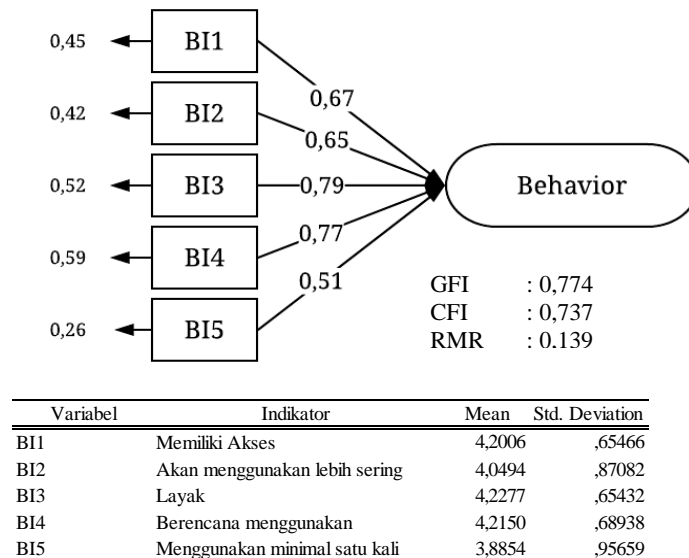 0,45 BI1
0,67
0,42 BI2
0,65
0,52 BI3 0,79 Behavior
0,77
0,59 BI4
0,51
0,26 BI5
GFI : 0,774
CFI : 0,737
RMR : 0.139
Variabel Indikator Mean Std. Deviation
BI1 Memiliki Akses 4,2006 ,65466
BI2 Akan menggunakan lebih sering 4,0494 ,87082
BI3 Layak 4,2277 ,65432
BI4 Berencana menggunakan 4,2150 ,68938
BI5 Menggunakan minimal satu kali 3,8854 ,95659